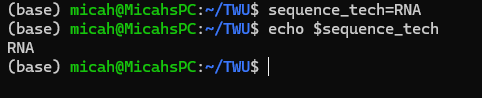 (base) micah@MicahsPC:~/TWU$ sequence_tech=RNA
(base) micah@MicahsPC:~/TWU$ echo $sequence_tech
RNA
(base) micah@MicahsPC:~/TWU$